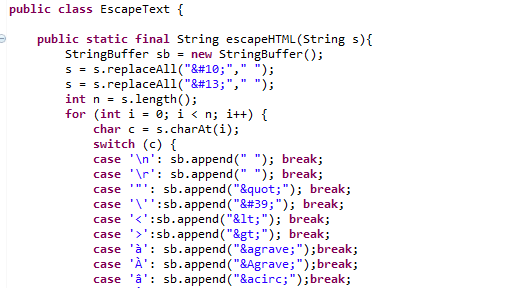 public class EscapeText {
public static final String escapeHTML(String s){
StringBuffer sb = new StringBuffer();
s = s.replaceAll("&#10;"," ");
s = s.replaceAll("&#13;"," ");
int n = s.length();
for (int i = 0; i < n; i++) {
char c = s.charAt(i);
switch (c) {
case '\n': sb.append(" "); break;
case '\r': sb.append(" "); break;
case '"': sb.append("&quot;"); break;
case '\'':sb.append("&#39;"); break;
case '<':sb.append("&lt;"); break;
case '>':sb.append("&gt;"); break;
case 'à': sb.append("&agrave;");break;
case 'À': sb.append("&Agrave;");break;
case 'â': sb.append("&acirc;");break;